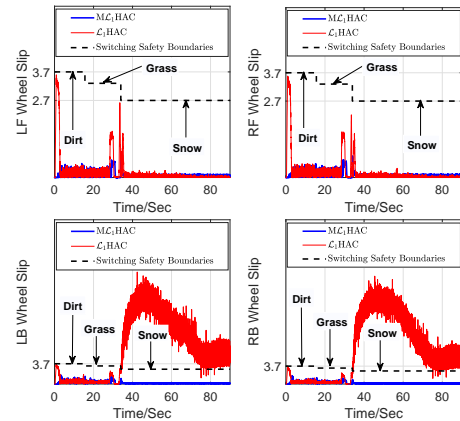 Mℒ₁HAC
ℒ₁HAC
Switching Safety Boundaries
LF Wheel Slip
3.7
2.7
Grass
Dirt
Snow
0 20 40 60 80
Time/Sec
Mℒ₁HAC
ℒ₁HAC
Switching Safety Boundaries
RF Wheel Slip
3.7
2.7
Grass
Dirt
Snow
0 20 40 60 80
Time/Sec
Mℒ₁HAC
ℒ₁HAC
Switching Safety Boundaries
LB Wheel Slip
3.7
Dirt
Grass
Snow
0 20 40 60 80
Time/Sec
Mℒ₁HAC
ℒ₁HAC
Switching Safety Boundaries
RB Wheel Slip
3.7
Dirt
Grass
Snow
0 20 40 60 80
Time/Sec